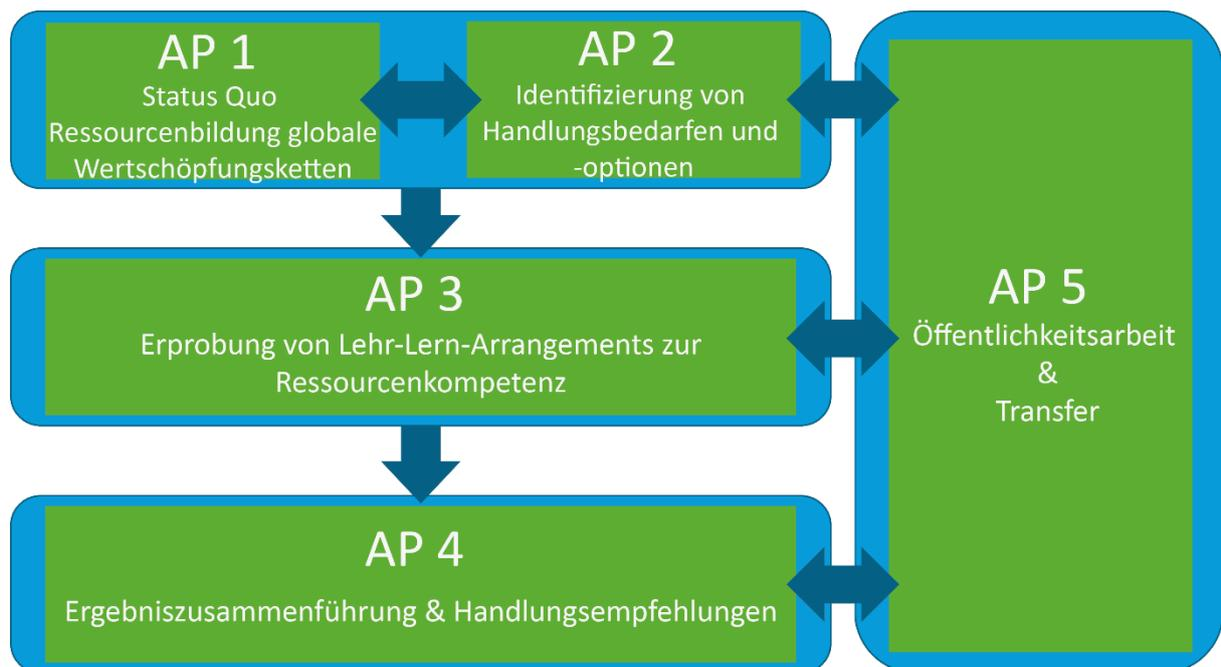 AP 1
Status Quo
Ressourcenbildung globale
Wertschöpfungsketten
AP 2
Identifizierung von
Handlungsbedarfen und
-optionen
AP 3
Erprobung von Lehr-Lern-Arrangements zur
Ressourcenkompetenz
AP 4
Ergebniszusammenführung & Handlungsempfehlungen
AP 5
Öffentlichkeitsarbeit
&
Transfer